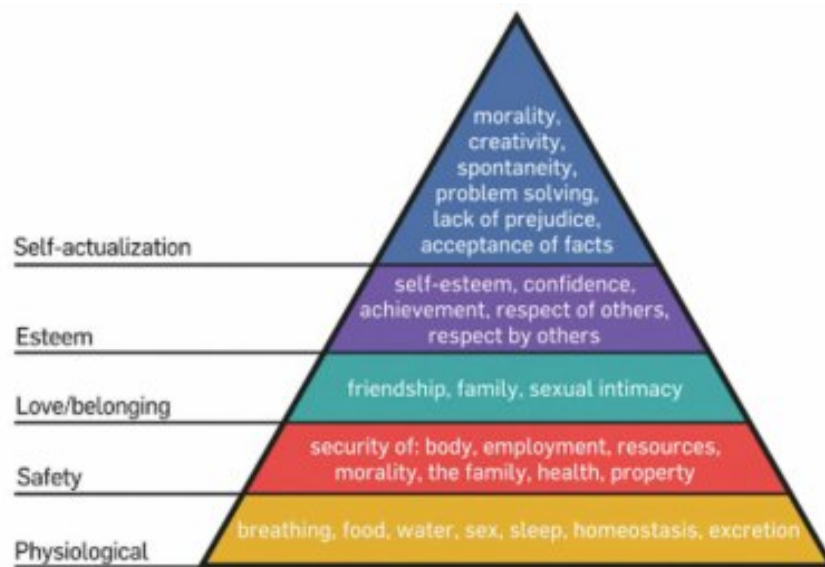 morality,
creativity,
spontaneity,
problem solving,
lack of prejudice,
acceptance of facts
Self-actualization
self-esteem, confidence,
achievement, respect of others,
respect by others
Esteem
friendship, family, sexual intimacy
Love/belonging
security of: body, employment, resources,
morality, the family, health, property
Safety
breathing, food, water, sex, sleep, homeostasis, excretion
Physiological